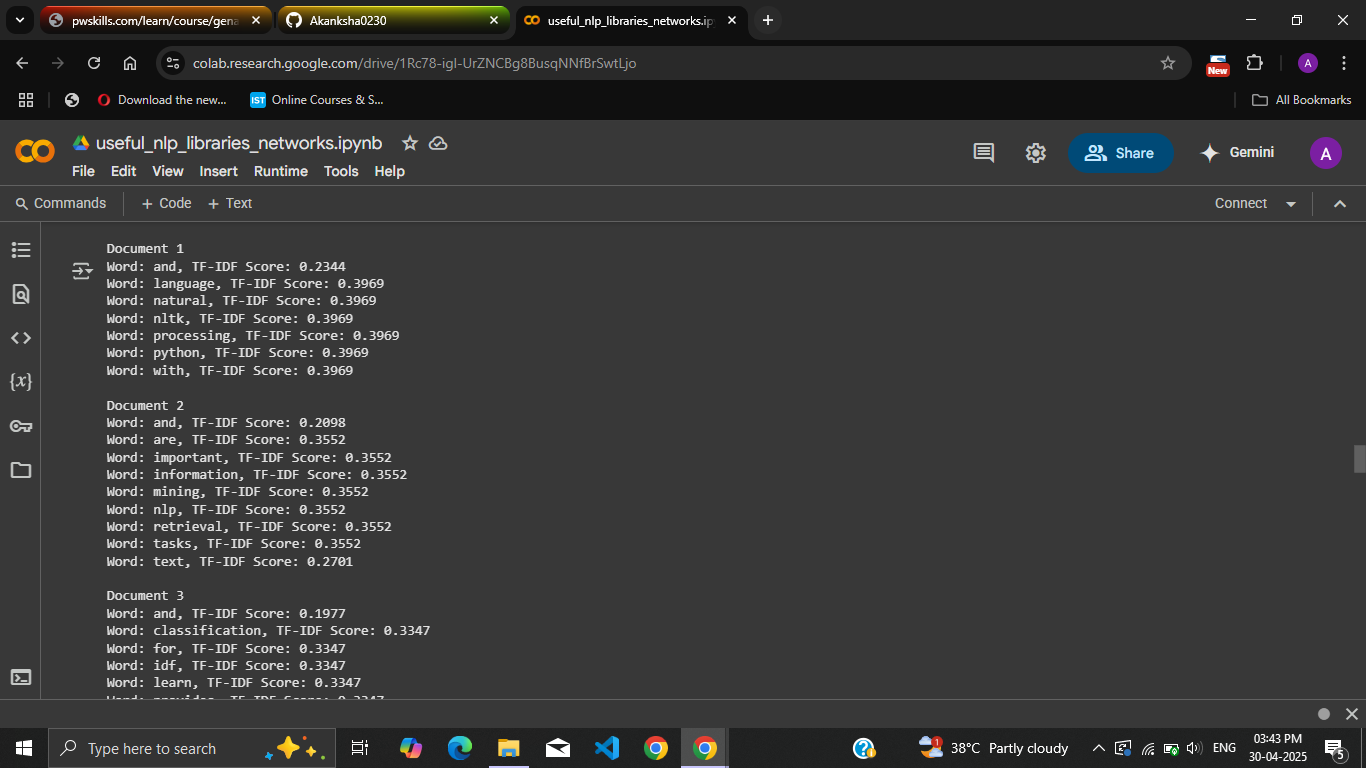 pwskills.com/learn/course/gena
Akanksha0230
useful_nlp_libraries_networks.ip
colab.research.google.com/drive/1Rc78-igI-UrZNCBg8BusqNNfBrSwtLjo
New
A
Download the new...
IST
Online Courses & S...
All Bookmarks
useful_nlp_libraries_networks.ipynb
File Edit View Insert Runtime Tools Help
Share
Gemini
A
Commands
+ Code
+ Text
Connect
Document 1
Word: and, TF-IDF Score: 0.2344
Word: language, TF-IDF Score: 0.3969
Word: natural, TF-IDF Score: 0.3969
Word: nltk, TF-IDF Score: 0.3969
Word: processing, TF-IDF Score: 0.3969
Word: python, TF-IDF Score: 0.3969
Word: with, TF-IDF Score: 0.3969
Document 2
Word: and, TF-IDF Score: 0.2098
Word: are, TF-IDF Score: 0.3552
Word: important, TF-IDF Score: 0.3552
Word: information, TF-IDF Score: 0.3552
Word: mining, TF-IDF Score: 0.3552
Word: nlp, TF-IDF Score: 0.3552
Word: retrieval, TF-IDF Score: 0.3552
Word: tasks, TF-IDF Score: 0.3552
Word: text, TF-IDF Score: 0.2701
Document 3
Word: and, TF-IDF Score: 0.1977
Word: classification, TF-IDF Score: 0.3347
Word: for, TF-IDF Score: 0.3347
Word: idf, TF-IDF Score: 0.3347
Word: learn, TF-IDF Score: 0.3347
Word: provides, TF-IDF Score: 0.3347
{x}
Type here to search
1
38°C Partly cloudy
ENG
03:43 PM
30-04-2025
5